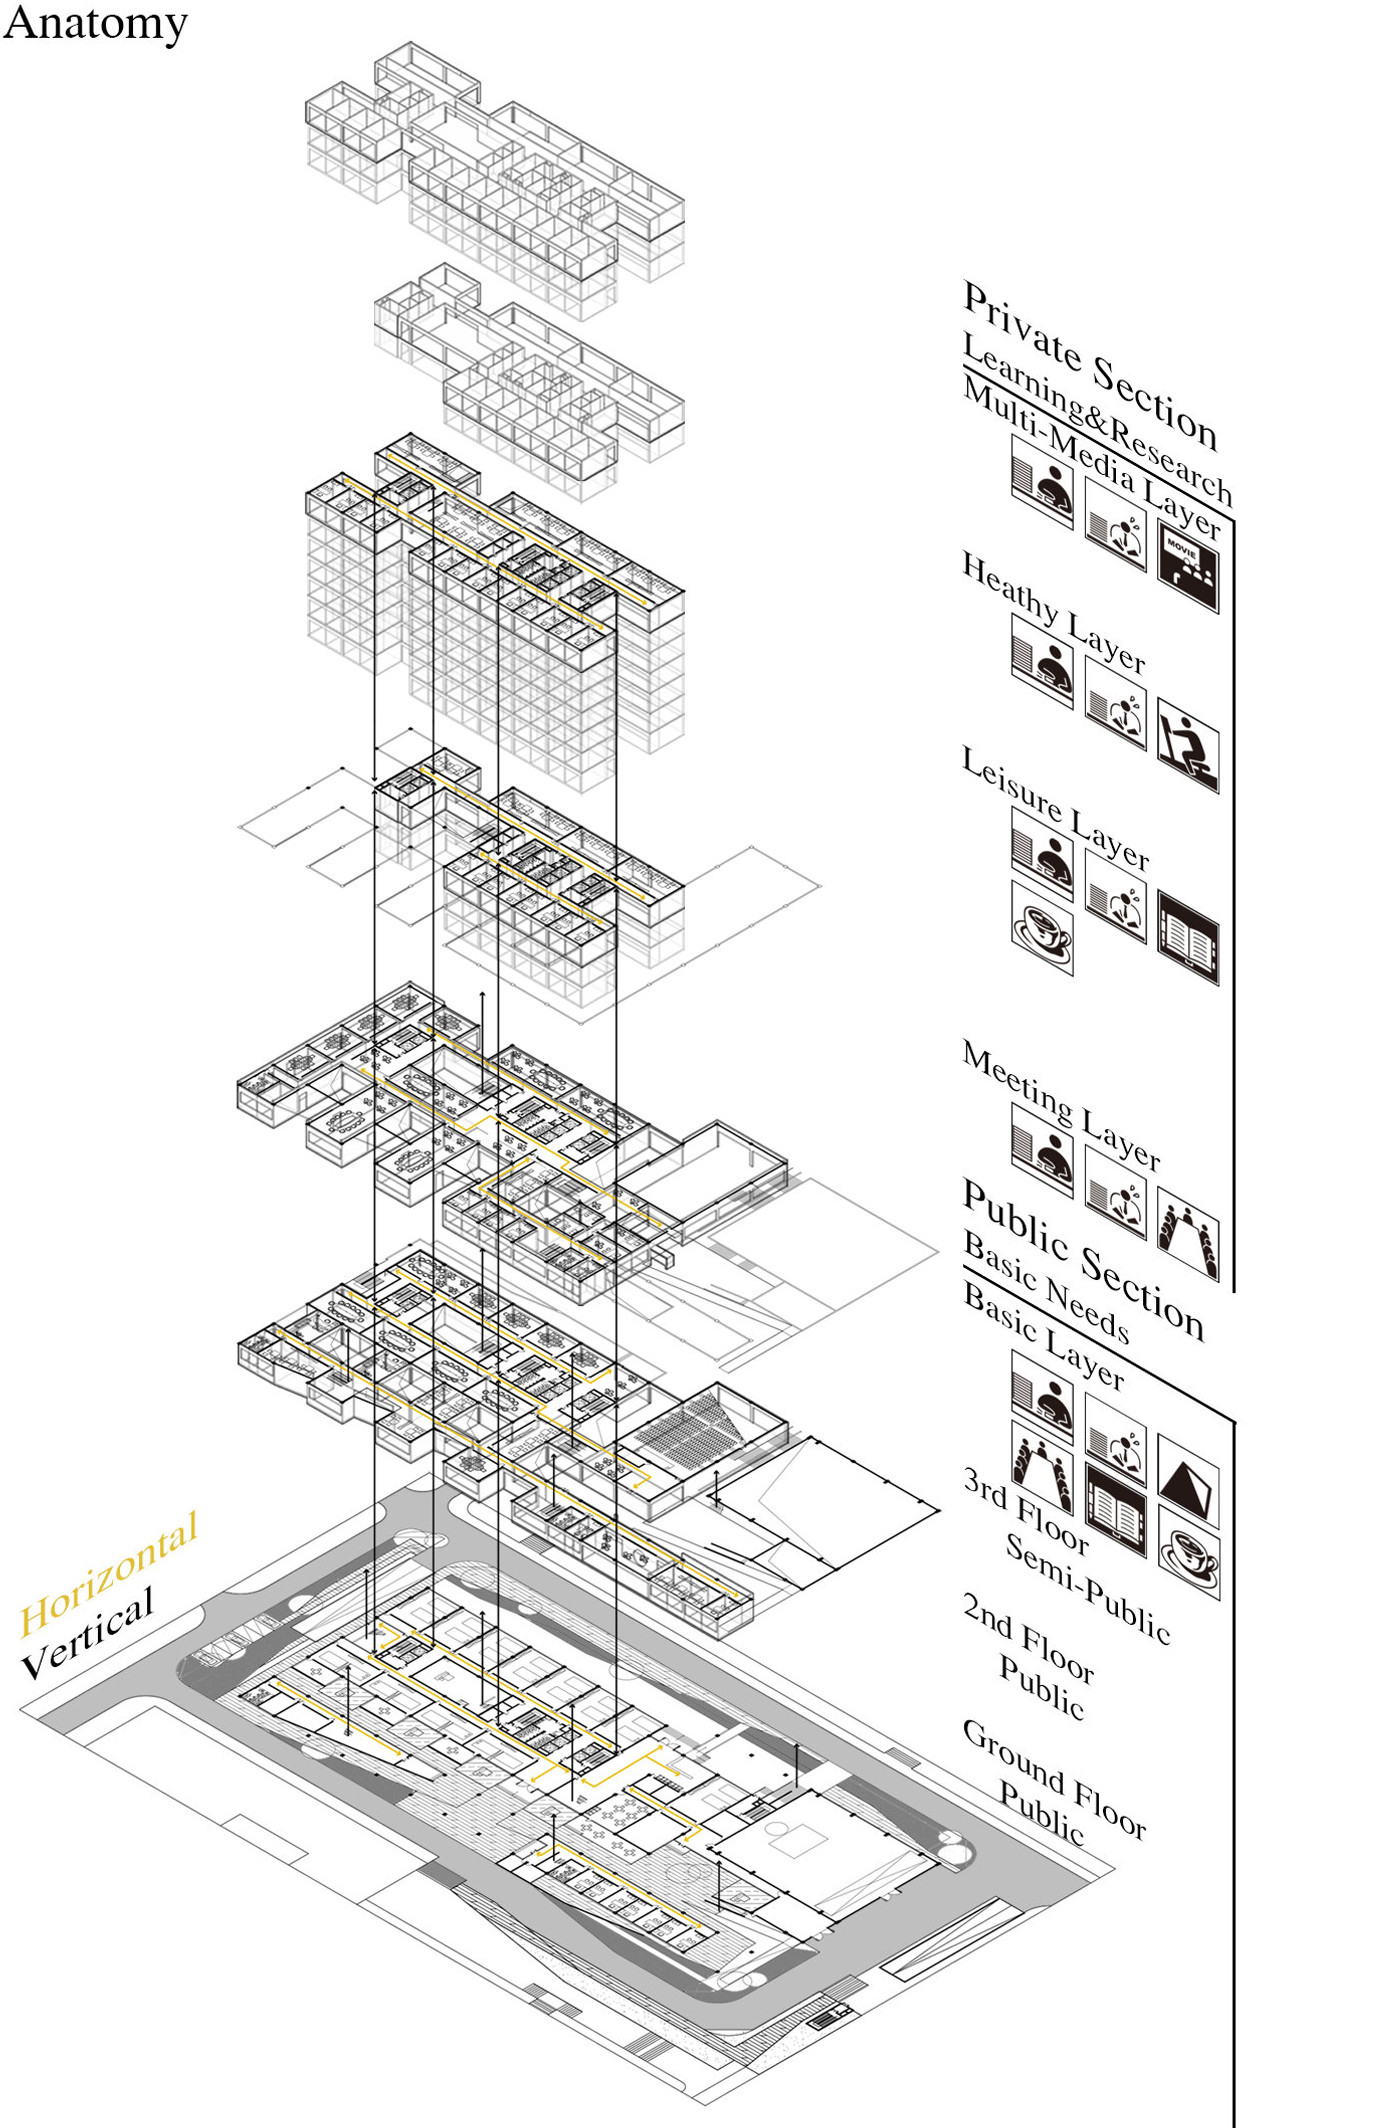 Anatomy
Private Section
Learning&Research
Multi-Media Layer
MOVIE
Heathy Layer
Leisure Layer
Meeting Layer
Public Section
Basic Needs
Basic Layer
3rd Floor
Semi-Public
2nd Floor
Public
Ground Floor
Public
Horizontal
Vertical